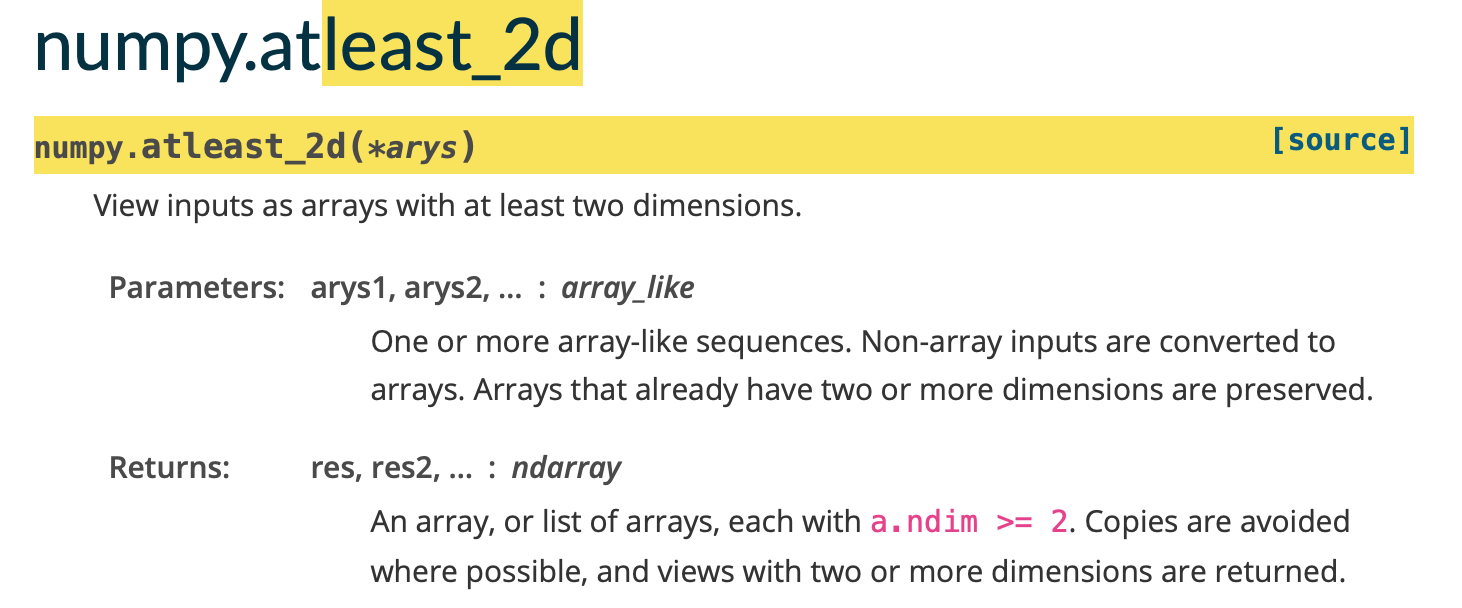 numpy.atleast_2d
numpy.atleast_2d(*arys) [source]
View inputs as arrays with at least two dimensions.
Parameters: arys1, arys2, ... : array_like
One or more array-like sequences. Non-array inputs are converted to
arrays. Arrays that already have two or more dimensions are preserved.
Returns: res, res2, ... : ndarray
An array, or list of arrays, each with a.ndim >= 2. Copies are avoided
where possible, and views with two or more dimensions are returned.